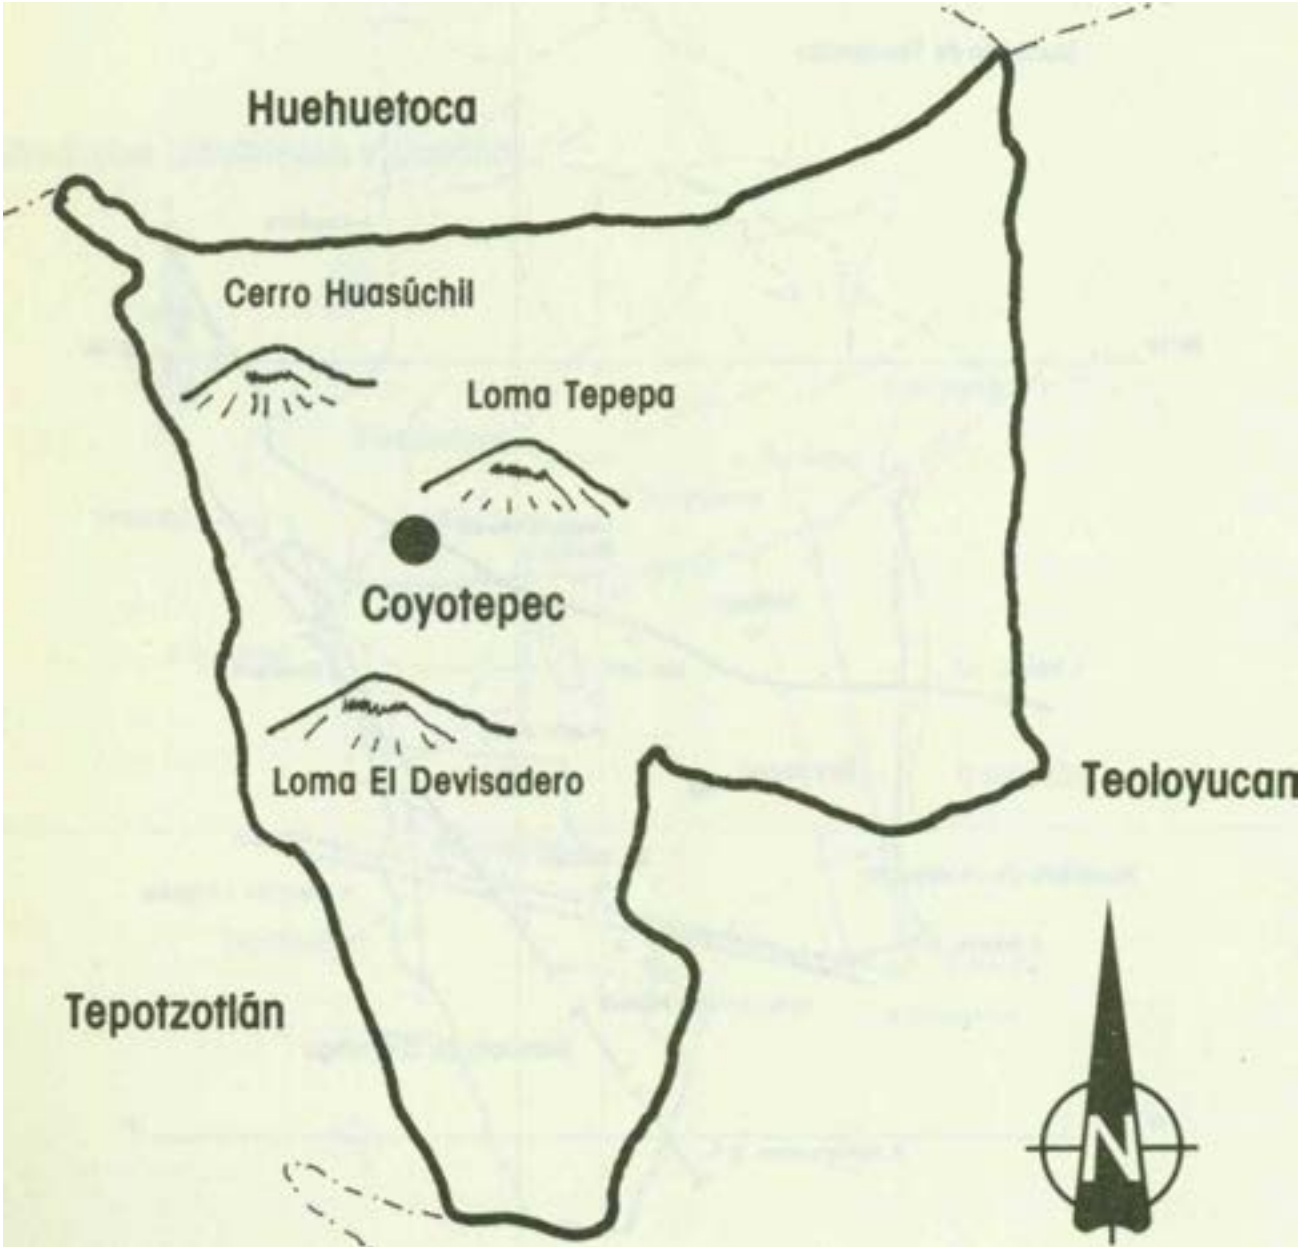 Huehuetoca
Cerro Huasúchil
Loma Tepepa
Coyotepec
Loma El Devisadero
Teoloyucan
Tepotzotlán
N